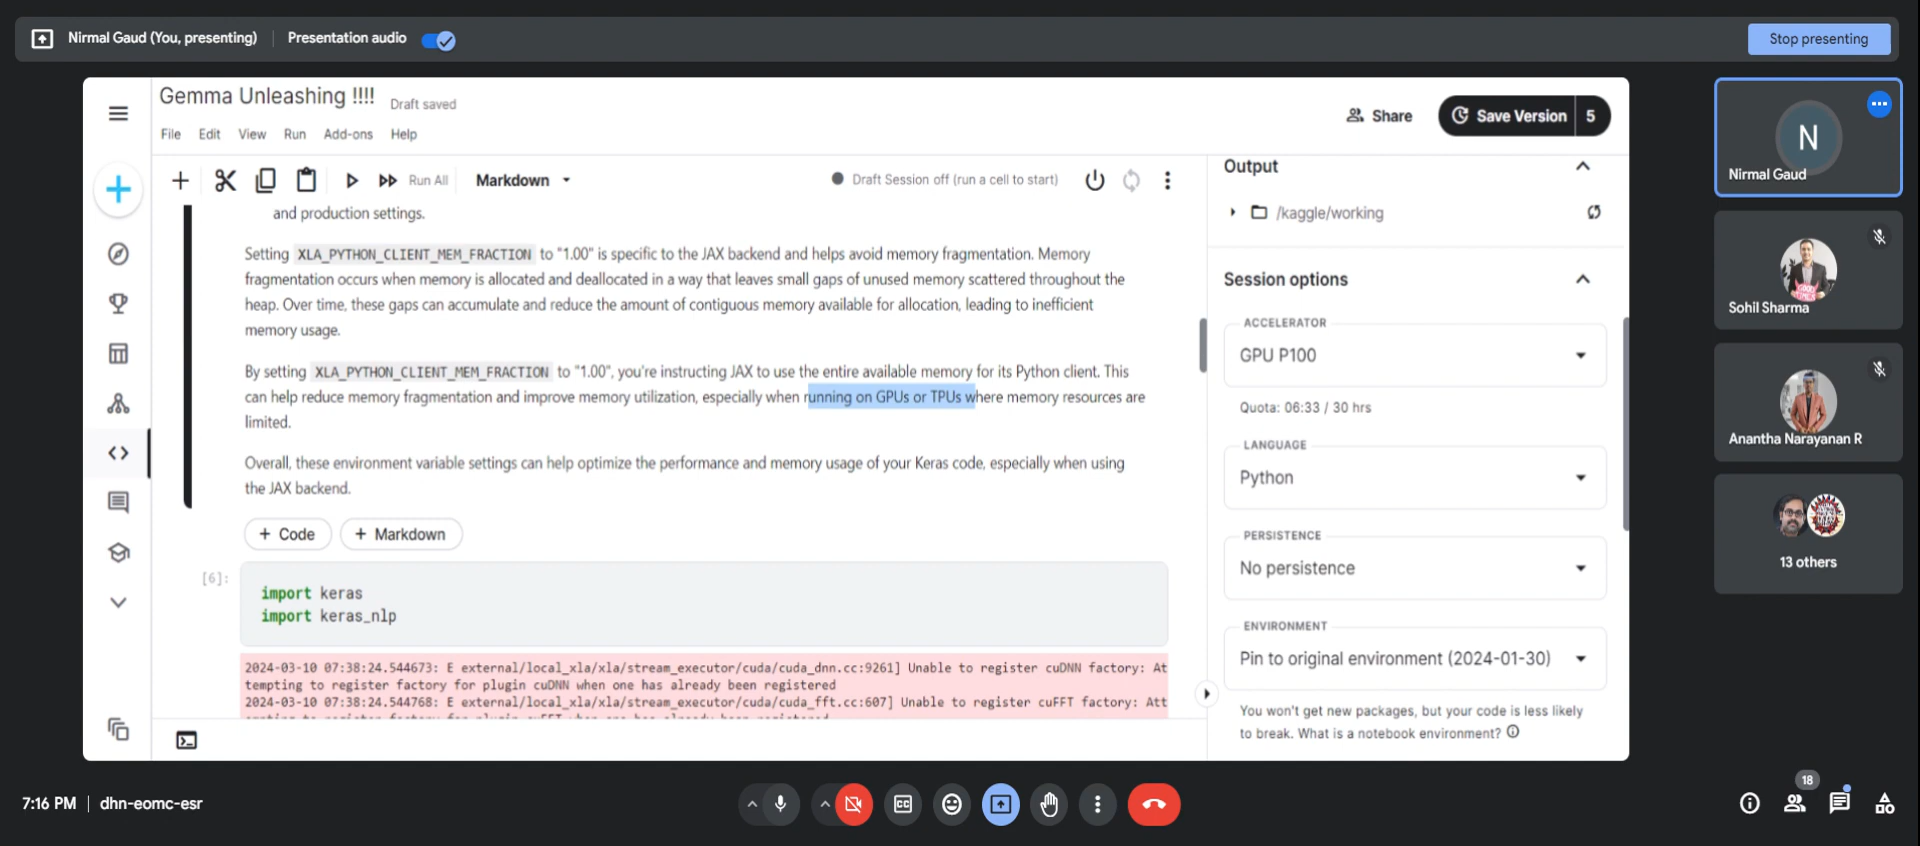 Nirmal Gaud (You, presenting)
Presentation audio
Stop presenting
Gemma Unleashing !!!!
Draft saved
File Edit View Run Add-ons Help
Share
Save Version
5
Run All
Markdown
Draft Session off (run a cell to start)
and production settings.
Setting XLA_PYTHON_CLIENT_MEM_FRACTION to "1.00" is specific to the JAX backend and helps avoid memory fragmentation. Memory
fragmentation occurs when memory is allocated and deallocated in a way that leaves small gaps of unused memory scattered throughout the
heap. Over time, these gaps can accumulate and reduce the amount of contiguous memory available for allocation, leading to inefficient
memory usage.
By setting XLA_PYTHON_CLIENT_MEM_FRACTION to "1.00", you're instructing JAX to use the entire available memory for its Python client. This
can help reduce memory fragmentation and improve memory utilization, especially when running on GPUs or TPUs where memory resources are
limited.
Overall, these environment variable settings can help optimize the performance and memory usage of your Keras code, especially when using
the JAX backend.
+ Code
+ Markdown
[6]:
import keras
import keras_nlp
2024-03-10 07:38:24.544673: E external/local_xla/xla/stream_executor/cuda/cuda_dnn.cc:9261] Unable to register cuDNN factory: At
tempting to register factory for plugin cuDNN when one has already been registered
2024-03-10 07:38:24.544768: E external/local_xla/xla/stream_executor/cuda/cuda_fft.cc:607] Unable to register cuFFT factory: Att
Output
/kaggle/working
Session options
ACCELERATOR
GPU P100
Quota: 06:33 / 30 hrs
LANGUAGE
Python
PERSISTENCE
No persistence
ENVIRONMENT
Pin to original environment (2024-01-30)
You won't get new packages, but your code is less likely
to break. What is a notebook environment?
N
Nirmal Gaud
Sohil Sharma
Anantha Narayanan R
13 others
7:16 PM
dhn-eomc-esr
18